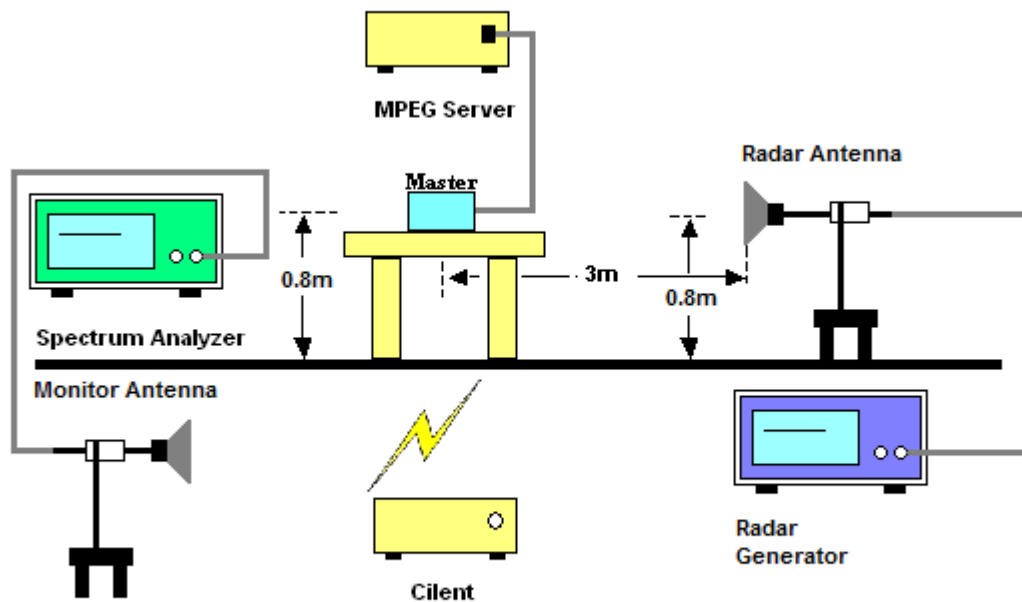 MPEG Server
Radar Antenna
Master
3m
0.8m
0.8m
Spectrum Analyzer
Monitor Antenna
Radar
Generator
Cilent